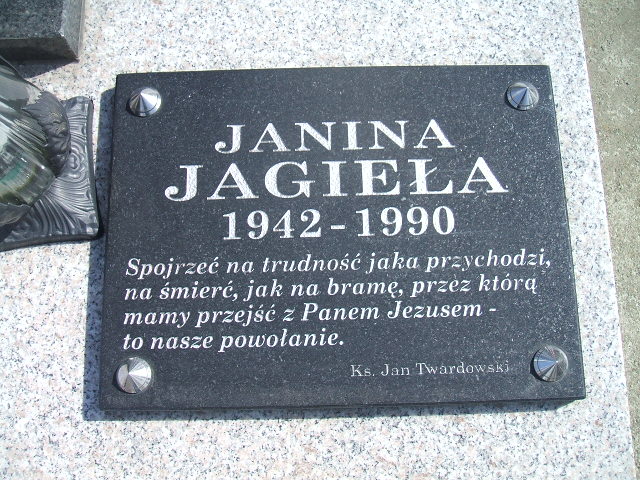 JANINA
JAGIEŁA
1942-1990
Spojrzeć na trudność jaka przychodzi,
na śmierć, jak na bramę, przez którą
mamy przejść z Panem Jezusem -
to nasze powołanie.
Ks. Jan Twardowski